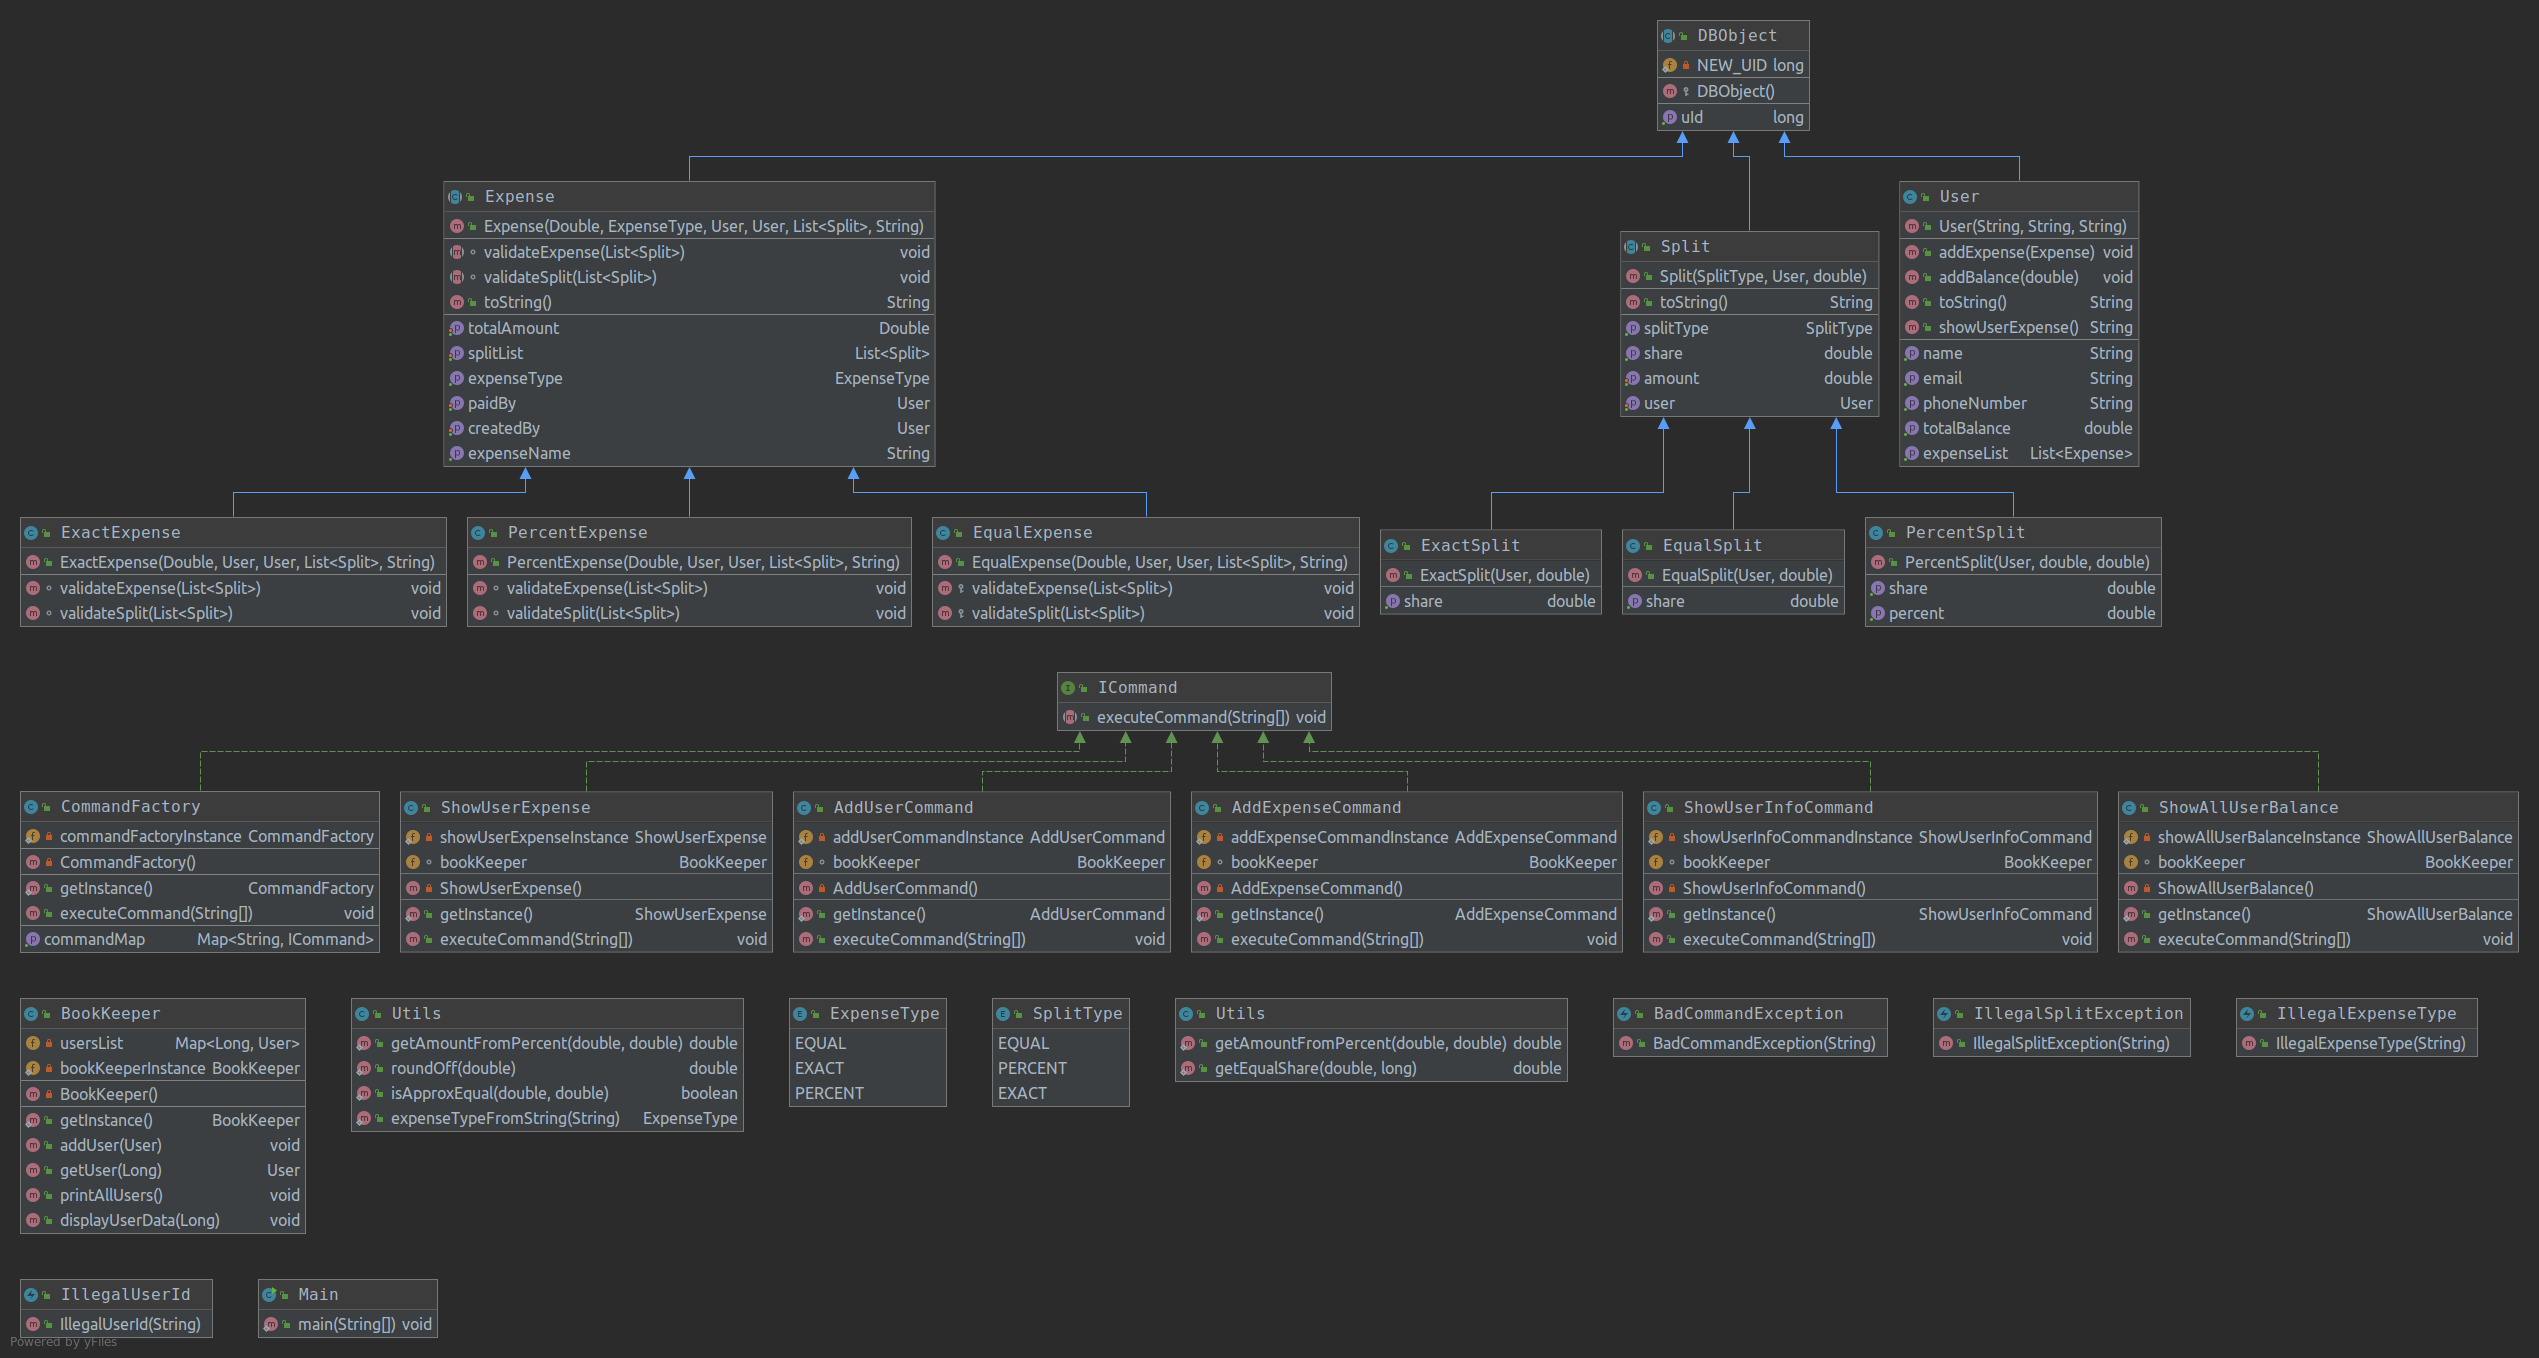 DBObject
NEW_UID long
DBObject()
uId long
Expense
Expense(Double, ExpenseType, User, User, List<Split>, String)
validateExpense(List<Split>) void
validateSplit(List<Split>) void
toString() String
totalAmount Double
splitList List<Split>
expenseType ExpenseType
paidBy User
createdBy User
expenseName String
Split
Split(SplitType, User, double)
toString() String
splitType SplitType
share double
amount double
user User
User
User(String, String, String)
addExpense(Expense) void
addBalance(double) void
toString() String
showUserExpense() String
name String
email String
phoneNumber String
totalBalance double
expenseList List<Expense>
ExactExpense
ExactExpense(Double, User, User, List<Split>, String)
validateExpense(List<Split>) void
validateSplit(List<Split>) void
PercentExpense
PercentExpense(Double, User, User, List<Split>, String)
validateExpense(List<Split>) void
validateSplit(List<Split>) void
EqualExpense
EqualExpense(Double, User, User, List<Split>, String)
validateExpense(List<Split>) void
validateSplit(List<Split>) void
ExactSplit
ExactSplit(User, double)
share double
EqualSplit
EqualSplit(User, double)
share double
PercentSplit
PercentSplit(User, double, double)
share double
percent double
ICommand
executeCommand(String[]) void
CommandFactory
commandFactoryInstance CommandFactory
CommandFactory()
getInstance() CommandFactory
executeCommand(String[]) void
commandMap Map<String, ICommand>
ShowUserExpense
showUserExpenseInstance ShowUserExpense
bookKeeper BookKeeper
ShowUserExpense()
getInstance() ShowUserExpense
executeCommand(String[]) void
AddUserCommand
addUserCommandInstance AddUserCommand
bookKeeper BookKeeper
AddUserCommand()
getInstance() AddUserCommand
executeCommand(String[]) void
AddExpenseCommand
addExpenseCommandInstance AddExpenseCommand
bookKeeper BookKeeper
AddExpenseCommand()
getInstance() AddExpenseCommand
executeCommand(String[]) void
ShowUserInfoCommand
showUserInfoCommandInstance ShowUserInfoCommand
bookKeeper BookKeeper
ShowUserInfoCommand()
getInstance() ShowUserInfoCommand
executeCommand(String[]) void
ShowAllUserBalance
showAllUserBalanceInstance ShowAllUserBalance
bookKeeper BookKeeper
ShowAllUserBalance()
getInstance() ShowAllUserBalance
executeCommand(String[]) void
BookKeeper
usersList Map<Long, User>
bookKeeperInstance BookKeeper
BookKeeper()
getInstance() BookKeeper
addUser(User) void
getUser(Long) User
printAllUsers() void
displayUserData(Long) void
Utils
getAmountFromPercent(double, double) double
roundOff(double) double
isApproxEqual(double, double) boolean
expenseTypeFromString(String) ExpenseType
ExpenseType
EQUAL
EXACT
PERCENT
SplitType
EQUAL
PERCENT
EXACT
Utils
getAmountFromPercent(double, double) double
getEqualShare(double, long) double
BadCommandException
BadCommandException(String)
IllegalSplitException
IllegalSplitException(String)
IllegalExpenseType
IllegalExpenseType(String)
IllegalUserId
IllegalUserId(String)
Main
main(String[]) void
Powered by yFiles